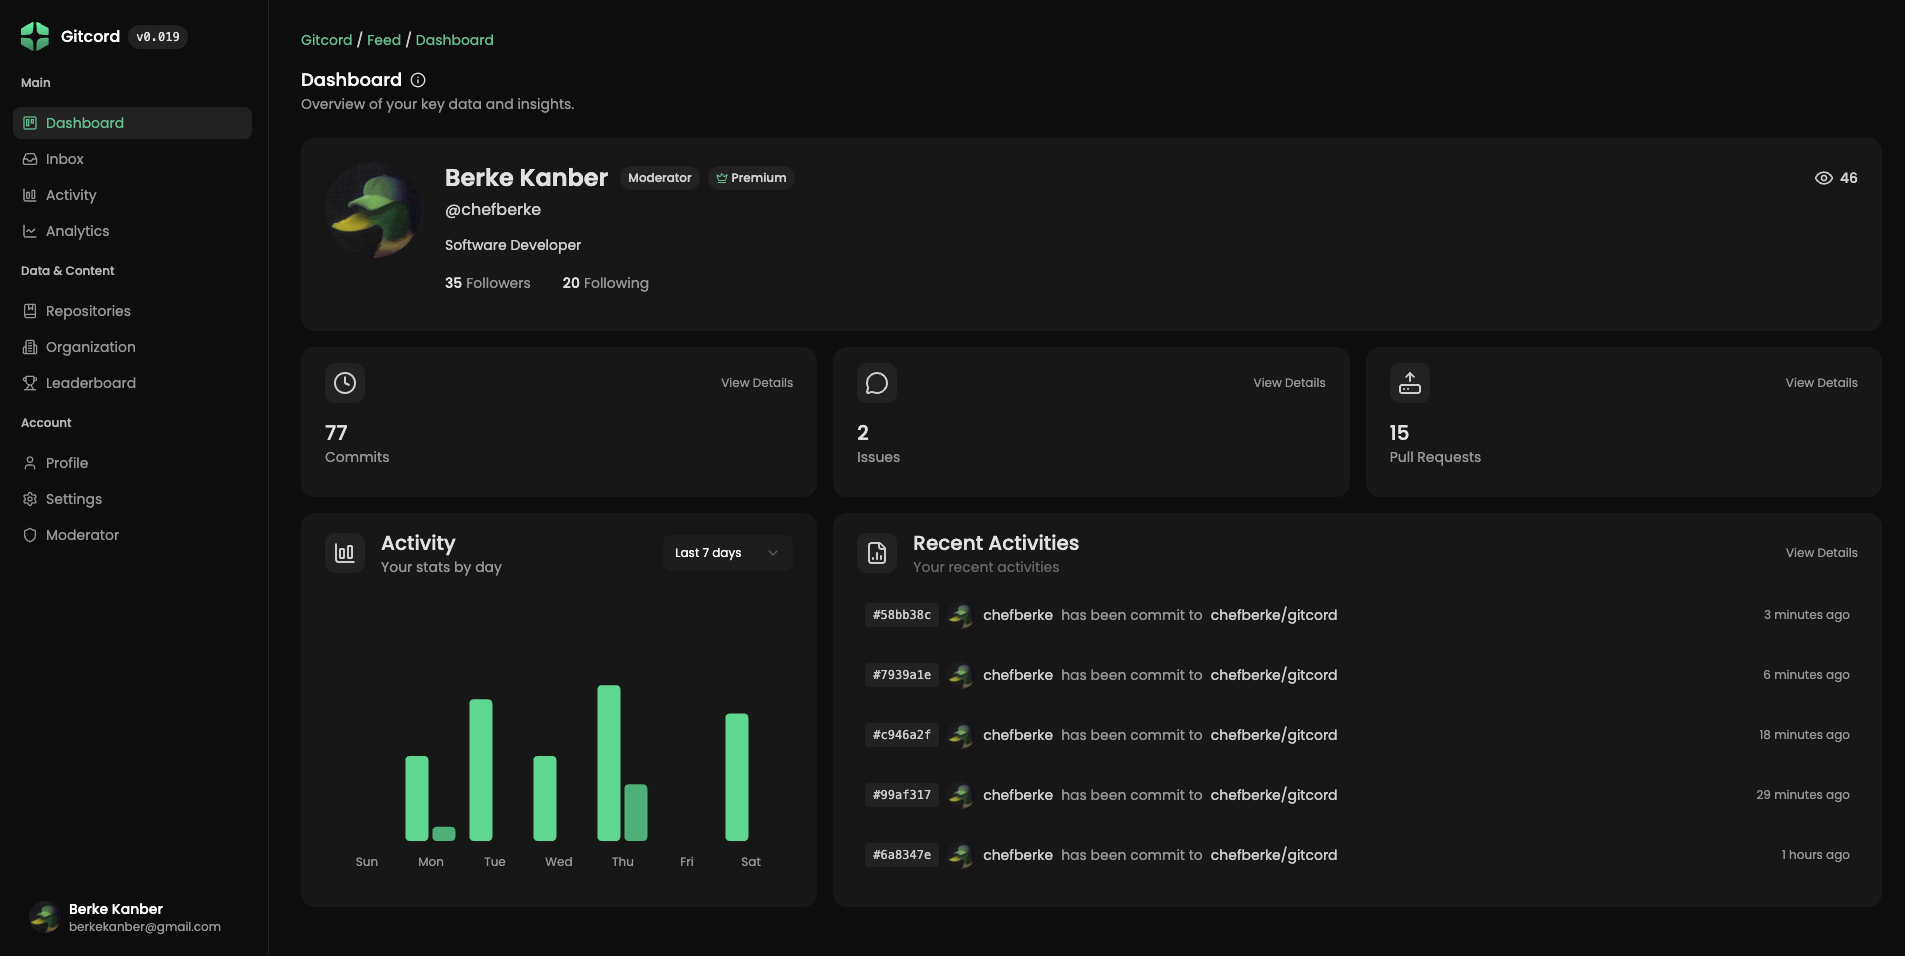 Gitcord v0.019
Main
Dashboard
Inbox
Activity
Analytics
Data & Content
Repositories
Organization
Leaderboard
Account
Profile
Settings
Moderator
Berke Kanber
berkekanber@gmail.com
Gitcord / Feed / Dashboard
Dashboard
Overview of your key data and insights.
Berke Kanber Moderator Premium
46
@chefberke
Software Developer
35 Followers 20 Following
View Details
77
Commits
View Details
2
Issues
View Details
15
Pull Requests
Activity
Your stats by day
Last 7 days
Sun Mon Tue Wed Thu Fri Sat
Recent Activities
Your recent activities
View Details
#58bb38c chefberke has been commit to chefberke/gitcord 3 minutes ago
#7939a1e chefberke has been commit to chefberke/gitcord 6 minutes ago
#c946a2f chefberke has been commit to chefberke/gitcord 18 minutes ago
#99af317 chefberke has been commit to chefberke/gitcord 29 minutes ago
#6a8347e chefberke has been commit to chefberke/gitcord 1 hours ago